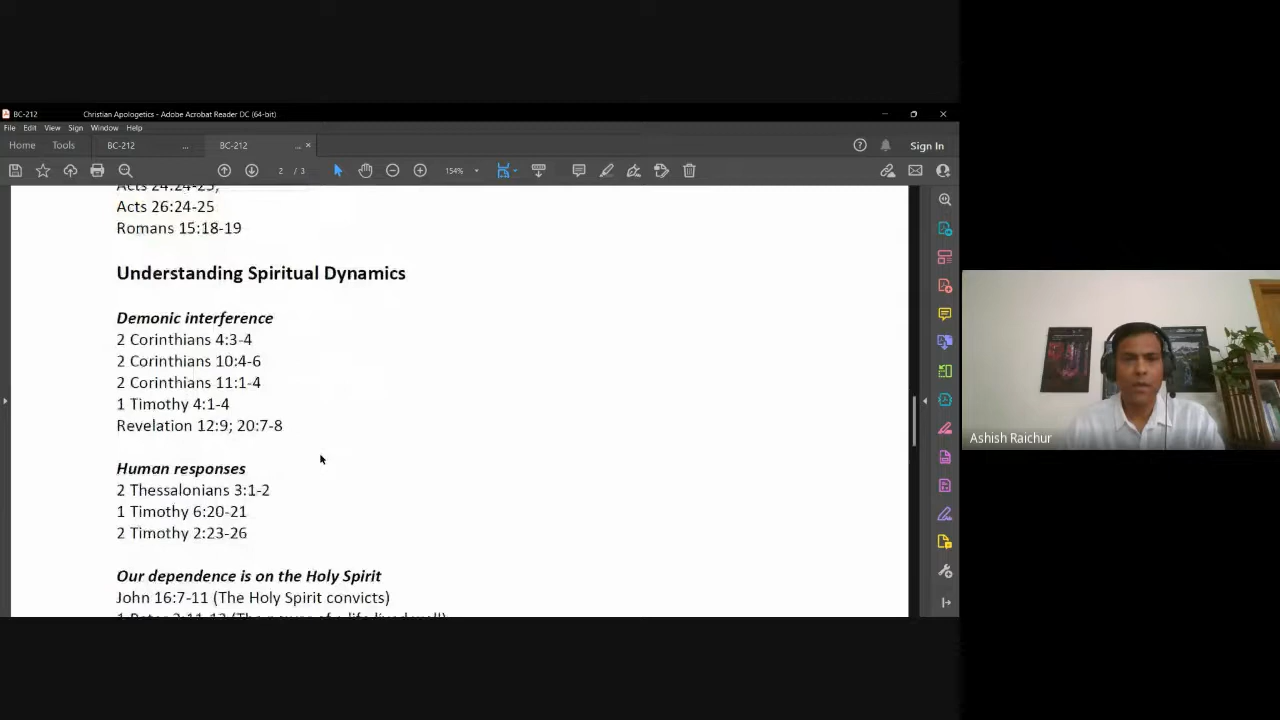 BC-212 Christian Apologetics - Adobe Acrobat Reader DC (64-bit)
File Edit View Sign Window Help
Home Tools BC-212 ... BC-212 ... × Sign In
2 / 3 154%
Acts 24:24-25,
Acts 26:24-25
Romans 15:18-19
Understanding Spiritual Dynamics
Demonic interference
2 Corinthians 4:3-4
2 Corinthians 10:4-6
2 Corinthians 11:1-4
1 Timothy 4:1-4
Revelation 12:9; 20:7-8
Human responses
2 Thessalonians 3:1-2
1 Timothy 6:20-21
2 Timothy 2:23-26
Our dependence is on the Holy Spirit
John 16:7-11 (The Holy Spirit convicts)
Ashish Raichur